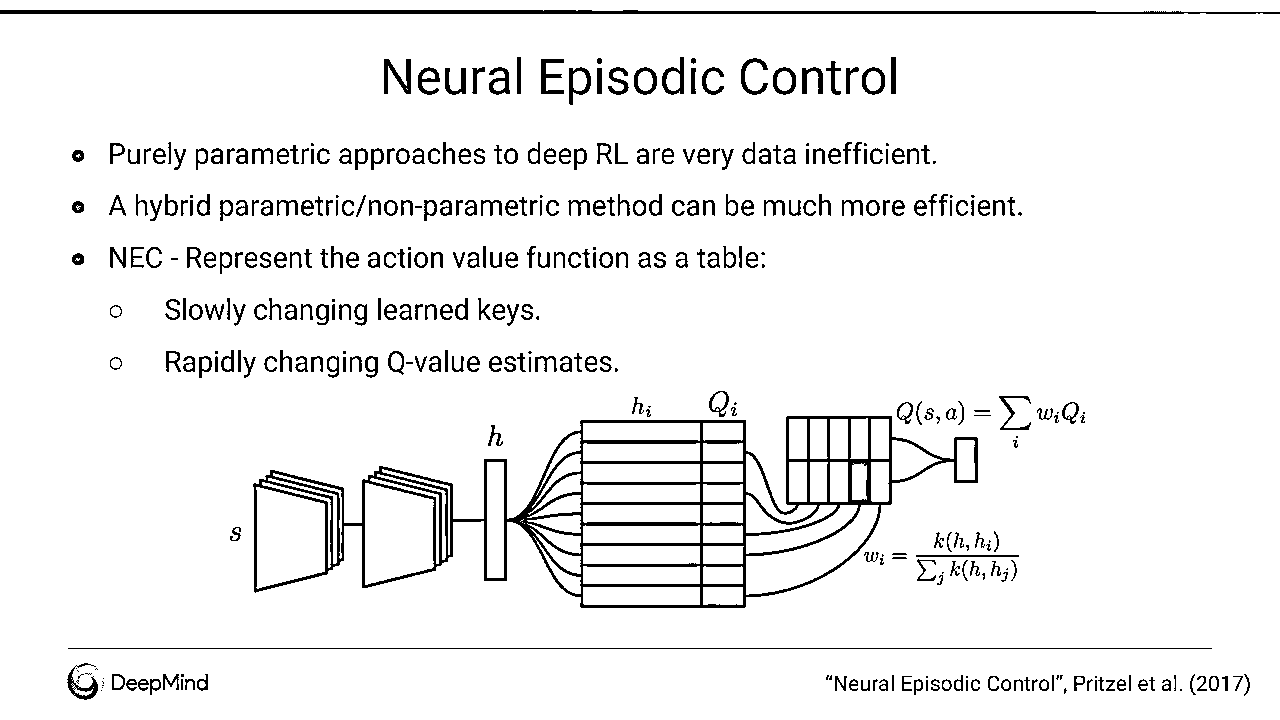 Neural Episodic Control
Purely parametric approaches to deep RL are very data inefficient.
A hybrid parametric/non-parametric method can be much more efficient.
NEC - Represent the action value function as a table:
Slowly changing learned keys.
Rapidly changing Q-value estimates.
s
h
h_i Q_i
Q(s, a) = \sum_i w_i Q_i
w_i = \frac{k(h, h_i)}{\sum_j k(h, h_j)}
DeepMind
“Neural Episodic Control”, Pritzel et al. (2017)